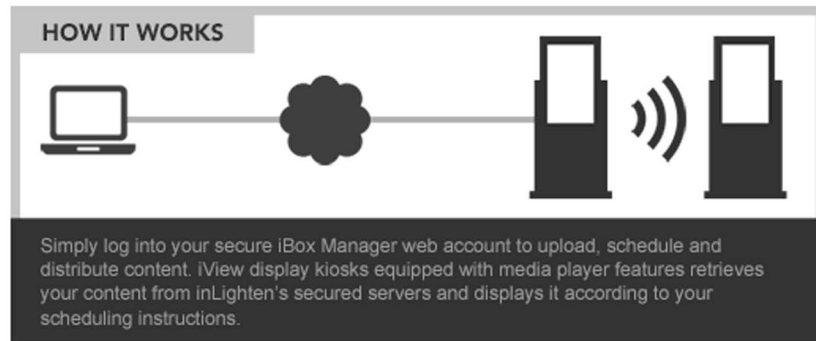 HOW IT WORKS
Simply log into your secure iBox Manager web account to upload, schedule and
distribute content. iView display kiosks equipped with media player features retrieves
your content from inLighten's secured servers and displays it according to your
scheduling instructions.